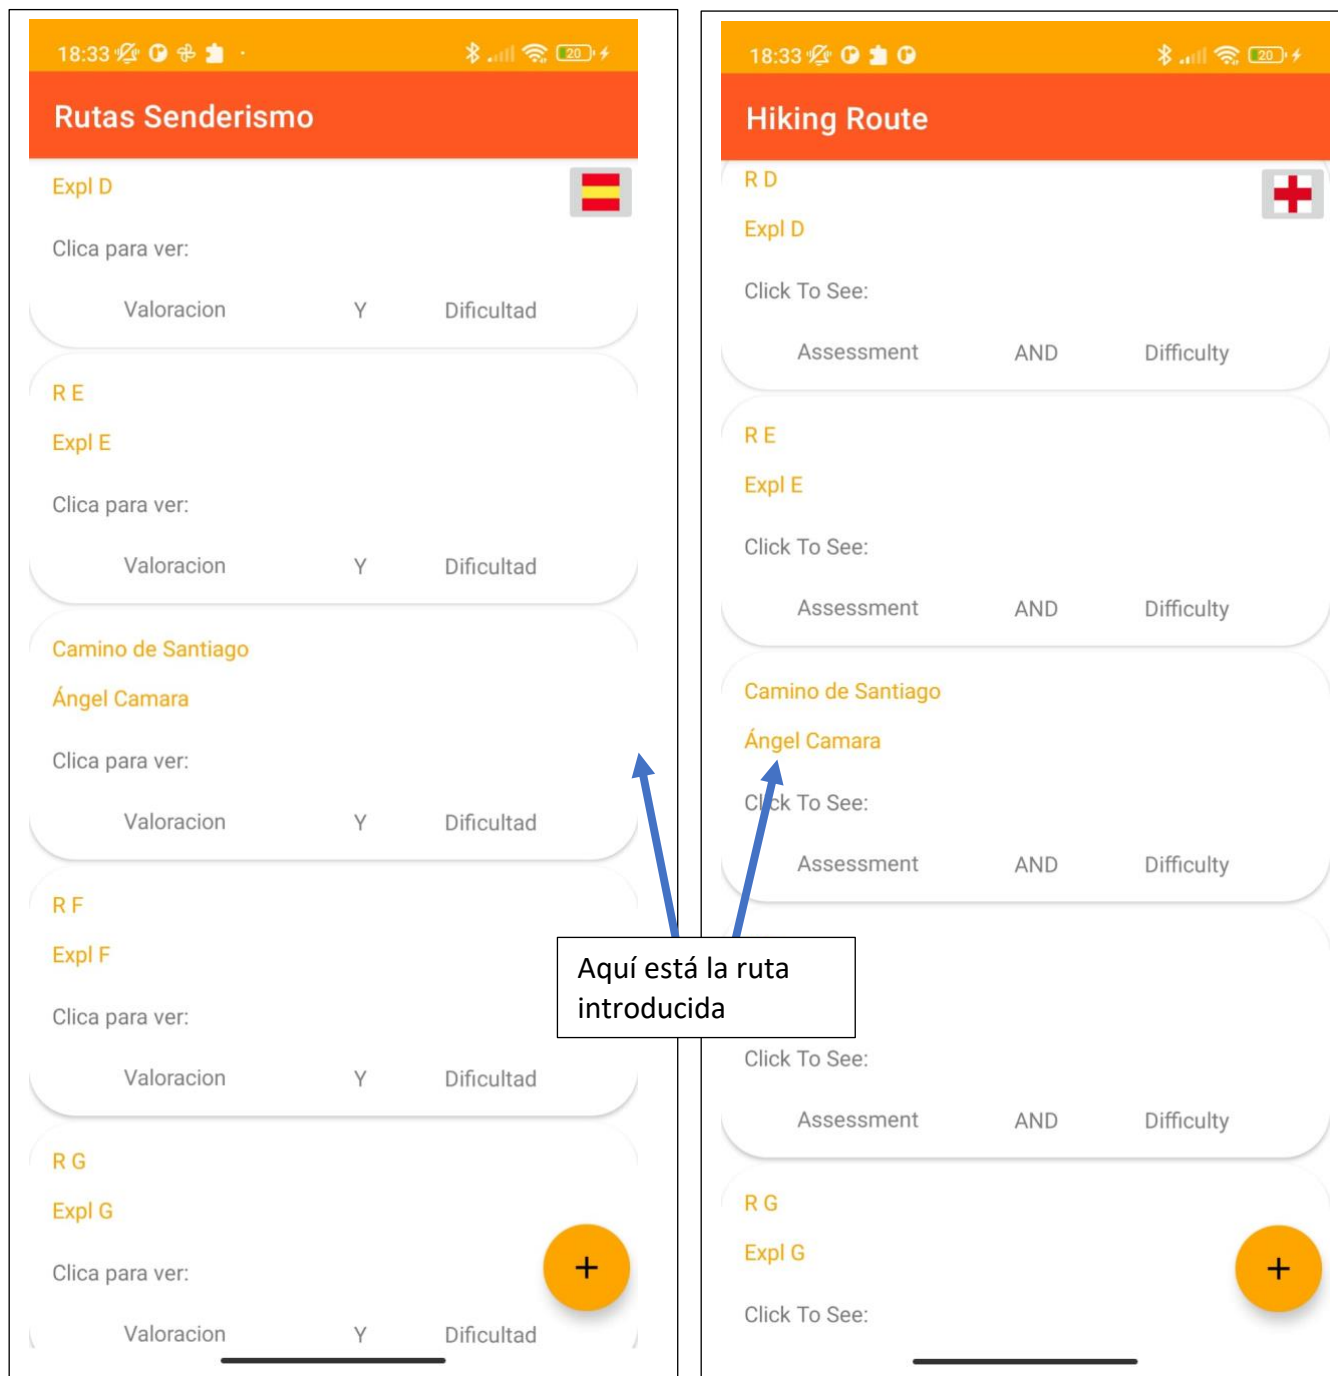 18:33
20
Rutas Senderismo
Expl D
Clica para ver:
Valoracion Y Dificultad
R E
Expl E
Clica para ver:
Valoracion Y Dificultad
Camino de Santiago
Ángel Camara
Clica para ver:
Valoracion Y Dificultad
R F
Expl F
Clica para ver:
Valoracion Y Dificultad
R G
Expl G
Clica para ver:
Valoracion Y Dificultad
+
18:33
20
Hiking Route
R D
Expl D
Click To See:
Assessment AND Difficulty
R E
Expl E
Click To See:
Assessment AND Difficulty
Camino de Santiago
Ángel Camara
Click To See:
Assessment AND Difficulty
Click To See:
Assessment AND Difficulty
R G
Expl G
Click To See:
+
Aquí está la ruta
introducida